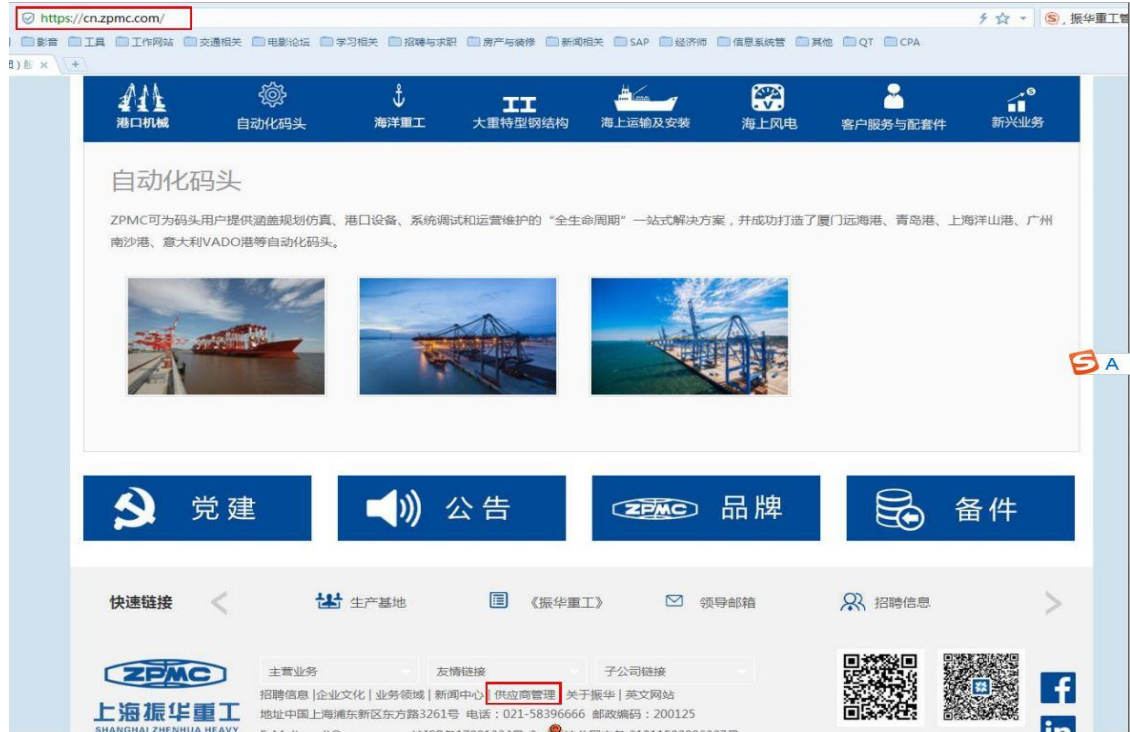 https://cn.zpmc.com/
振华重工管
影音 工具 工作网站 交通相关 电影论坛 学习相关 招聘与求职 房产与装修 新闻相关 SAP 经济师 信息系统管 其他 QT CPA
港口机械 自动化码头 海洋重工 大重特型钢结构 海上运输及安装 海上风电 客户服务与配套件 新兴业务
自动化码头
ZPMC可为码头用户提供涵盖规划仿真、港口设备、系统调试和运营维护的“全生命周期”一站式解决方案，并成功打造了厦门远海港、青岛港、上海洋山港、广州
南沙港、意大利VADO港等自动化码头。
S A
党建 公告 ZPMC 品牌 备件
快速链接 < 生产基地 《振华重工》 领导邮箱 招聘信息 >
ZPMC
主营业务 友情链接 子公司链接
招聘信息 |企业文化 | 业务领域 | 新闻中心 | 供应商管理 | 关于振华 | 英文网站
上海振华重工
地址中国上海浦东新区东方路3261号 电话：021-58396666 邮政编码：200125
SHANGHAI ZHENHUA HEAVY
f
in